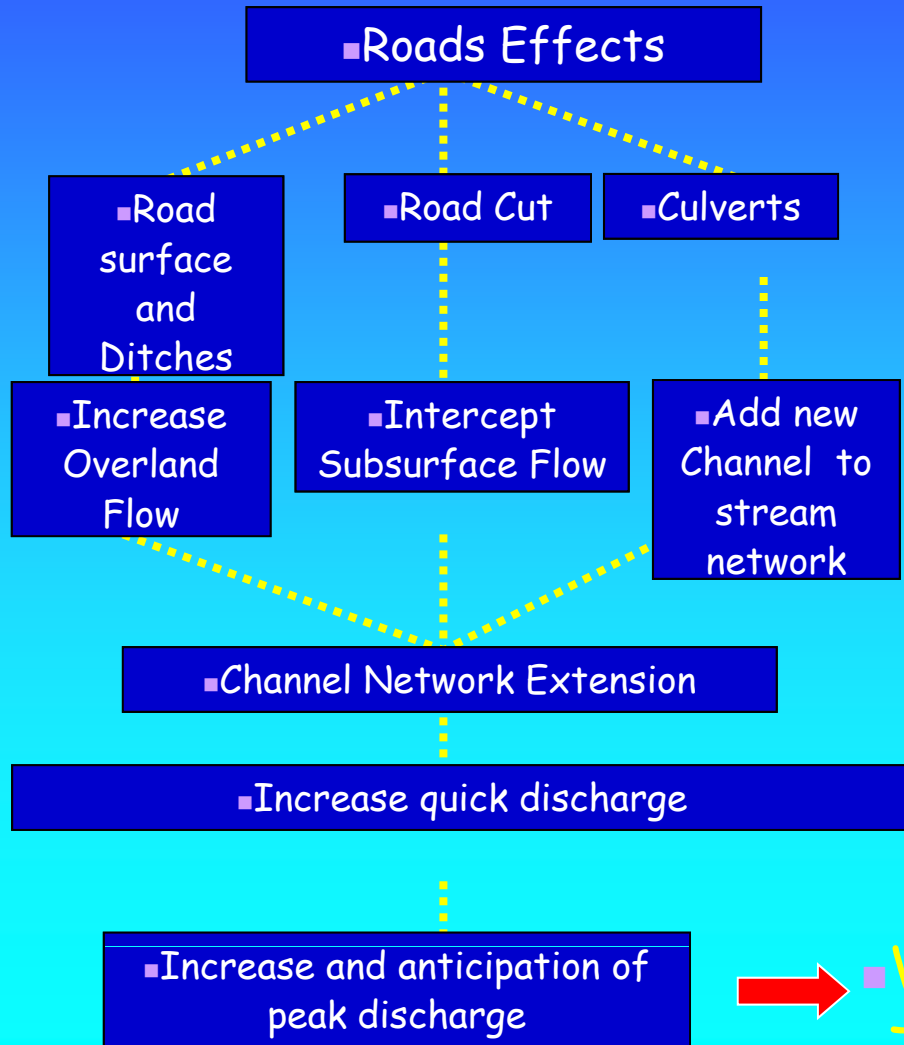 ▪Roads Effects
▪Road
surface
and
Ditches
▪Road Cut
▪Culverts
▪Increase
Overland
Flow
▪Intercept
Subsurface Flow
▪Add new
Channel to
stream
network
▪Channel Network Extension
▪Increase quick discharge
▪Increase and anticipation of
peak discharge